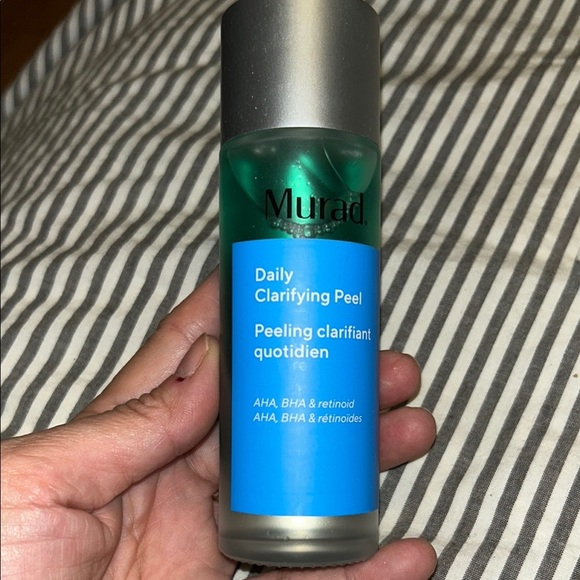 Murad.
Daily
Clarifying Peel
Peeling clarifiant
quotidien
AHA, BHA & retinoid
AHA, BHA & rétinoïdes